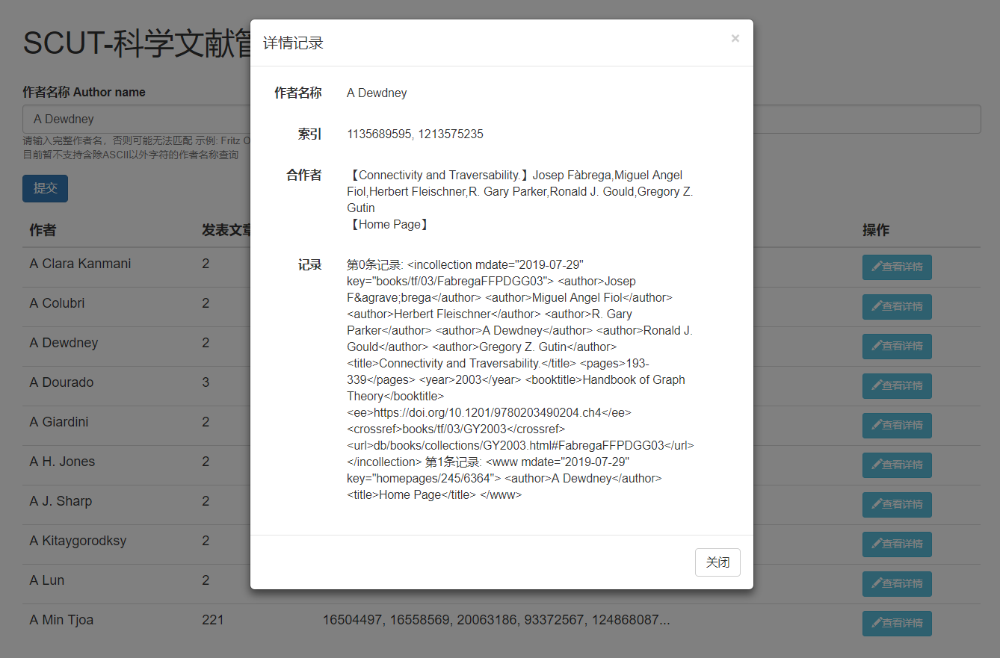 SCUT-科学文献管
作者名称 Author name
A Dewdney
请输入完整作者名，否则可能无法匹配 示例: Fritz O
目前暂不支持含除ASCII以外字符的作者名称查询
提交
作者 发表文章 操作
A Clara Kanmani 2 查看详情
A Colubri 2 查看详情
A Dewdney 2 查看详情
A Dourado 3 查看详情
A Giardini 2 查看详情
A H. Jones 2 查看详情
A J. Sharp 2 查看详情
A Kitaygorodksy 2 查看详情
A Lun 2 查看详情
A Min Tjoa 221 16504497, 16558569, 20063186, 93372567, 124868087... 查看详情
详情记录 ×
作者名称 A Dewdney
索引 1135689595, 1213575235
合作者 【Connectivity and Traversability.】Josep Fàbrega,Miguel Angel
Fiol,Herbert Fleischner,R. Gary Parker,Ronald J. Gould,Gregory Z.
Gutin
【Home Page】
记录 第0条记录: <incollection mdate="2019-07-29"
key="books/tf/03/FabregaFFPDGG03"> <author>Josep
F&agrave;brega</author> <author>Miguel Angel Fiol</author>
<author>Herbert Fleischner</author> <author>R. Gary
Parker</author> <author>A Dewdney</author> <author>Ronald J.
Gould</author> <author>Gregory Z. Gutin</author>
<title>Connectivity and Traversability.</title> <pages>193-
339</pages> <year>2003</year> <booktitle>Handbook of Graph
Theory</booktitle>
<ee>https://doi.org/10.1201/9780203490204.ch4</ee>
<crossref>books/tf/03/GY2003</crossref>
<url>db/books/collections/GY2003.html#FabregaFFPDGG03</url>
</incollection> 第1条记录: <www mdate="2019-07-29"
key="homepages/245/6364"> <author>A Dewdney</author>
<title>Home Page</title> </www>
关闭